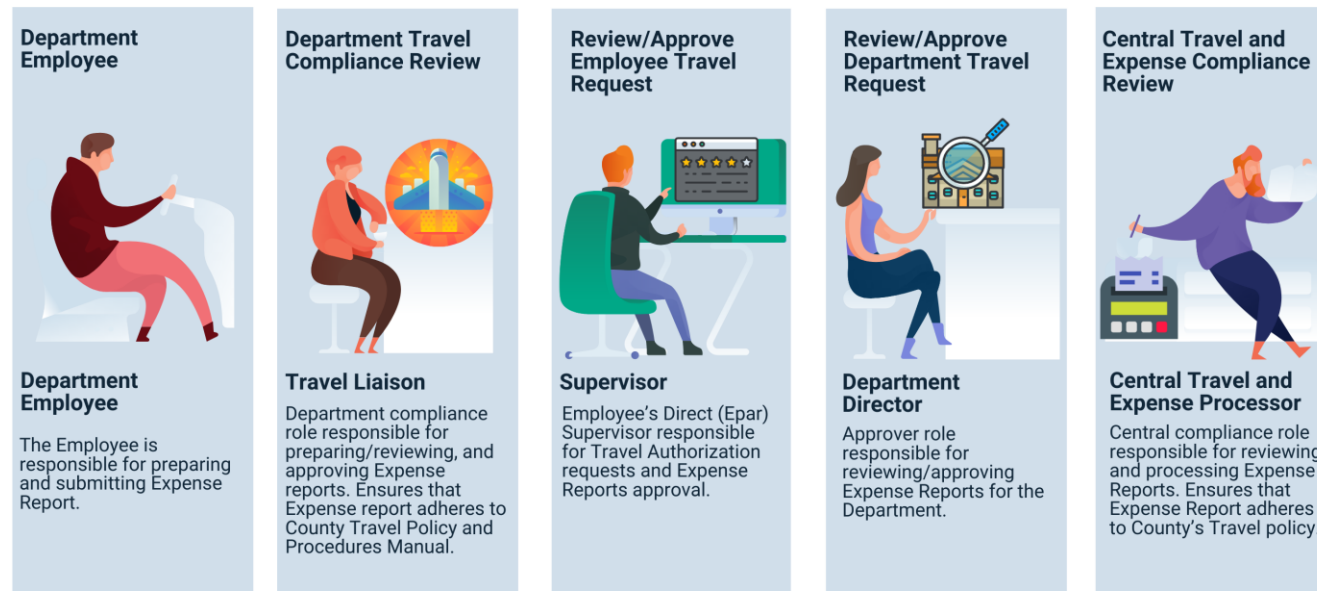 Department
Employee
Department
Employee
The Employee is
responsible for preparing
and submitting Expense
Report.
Department Travel
Compliance Review
Travel Liaison
Department compliance
role responsible for
preparing/reviewing, and
approving Expense
reports. Ensures that
Expense report adheres to
County Travel Policy and
Procedures Manual.
Review/Approve
Employee Travel
Request
Supervisor
Employee’s Direct (Epar)
Supervisor responsible
for Travel Authorization
requests and Expense
Reports approval.
Review/Approve
Department Travel
Request
Department
Director
Approver role
responsible for
reviewing/approving
Expense Reports for the
Department.
Central Travel and
Expense Compliance
Review
Central Travel and
Expense Processor
Central compliance role
responsible for reviewing
and processing Expense
Reports. Ensures that
Expense Report adheres
to County’s Travel policy.